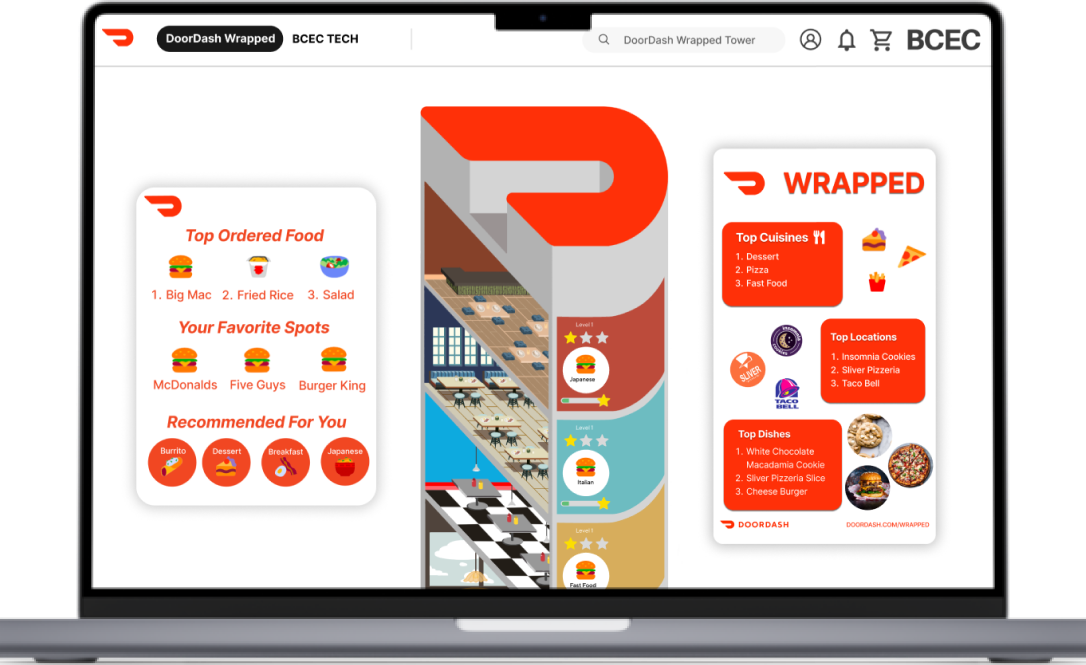 DoorDash Wrapped
BCEC TECH
DoorDash Wrapped Tower
BCEC
Top Ordered Food
1. Big Mac 2. Fried Rice 3. Salad
Your Favorite Spots
McDonalds Five Guys Burger King
Recommended For You
Burrito Dessert Breakfast Japanese
Level 1
Japanese
Level 1
Italian
Level 1
Fast Food
WRAPPED
Top Cuisines
1. Dessert
2. Pizza
3. Fast Food
INSOMNIA COOKIES
SLIVER
TACO
BELL
Top Locations
1. Insomnia Cookies
2. Sliver Pizzeria
3. Taco Bell
Top Dishes
1. White Chocolate
Macadamia Cookie
2. Sliver Pizzeria Slice
3. Cheese Burger
DOORDASH
DOORDASH.COM/WRAPPED